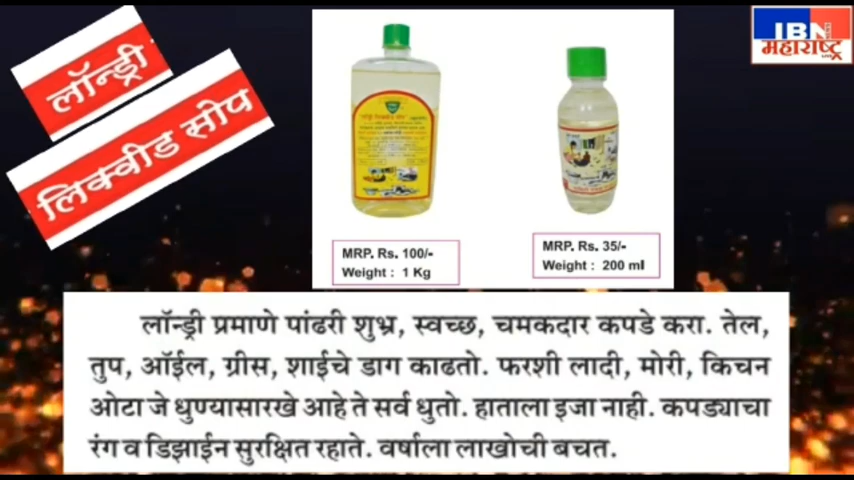 लॉन्ड्री
लिक्वीड सोप
IBN
महाराष्ट्र
MRP. Rs. 100/-
Weight : 1 Kg
MRP. Rs. 35/-
Weight : 200 ml
लॉन्ड्री प्रमाणे पांढरी शुभ्र, स्वच्छ, चमकदार कपडे करा. तेल,
तुप, ऑईल, ग्रीस, शाईचे डाग काढतो. फरशी लादी, मोरी, किचन
ओटा जे धुण्यासारखे आहे ते सर्व धुतो. हाताला इजा नाही. कपड्याचा
रंग व डिझाईन सुरक्षित रहाते. वर्षाला लाखोची बचत.